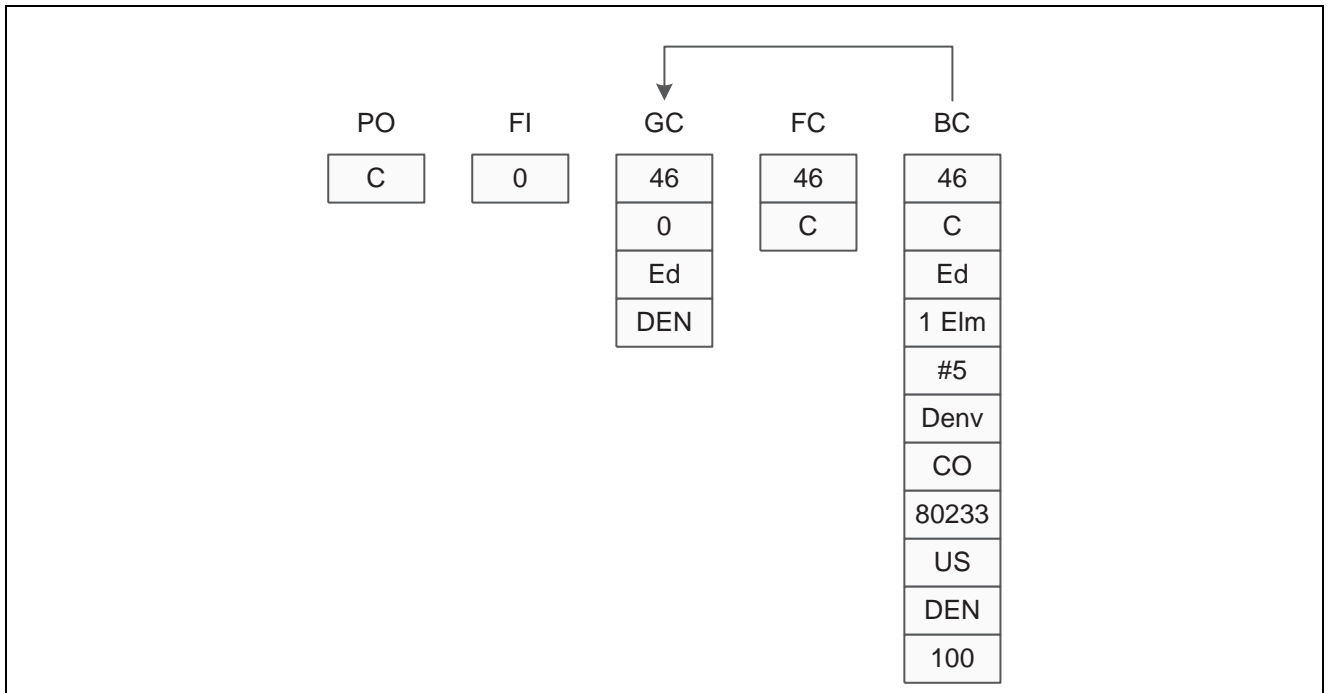 PO FI GC FC BC
C 0 46 46 46
0 C C
Ed Ed
DEN 1 Elm
#5
Denv
CO
80233
US
DEN
100